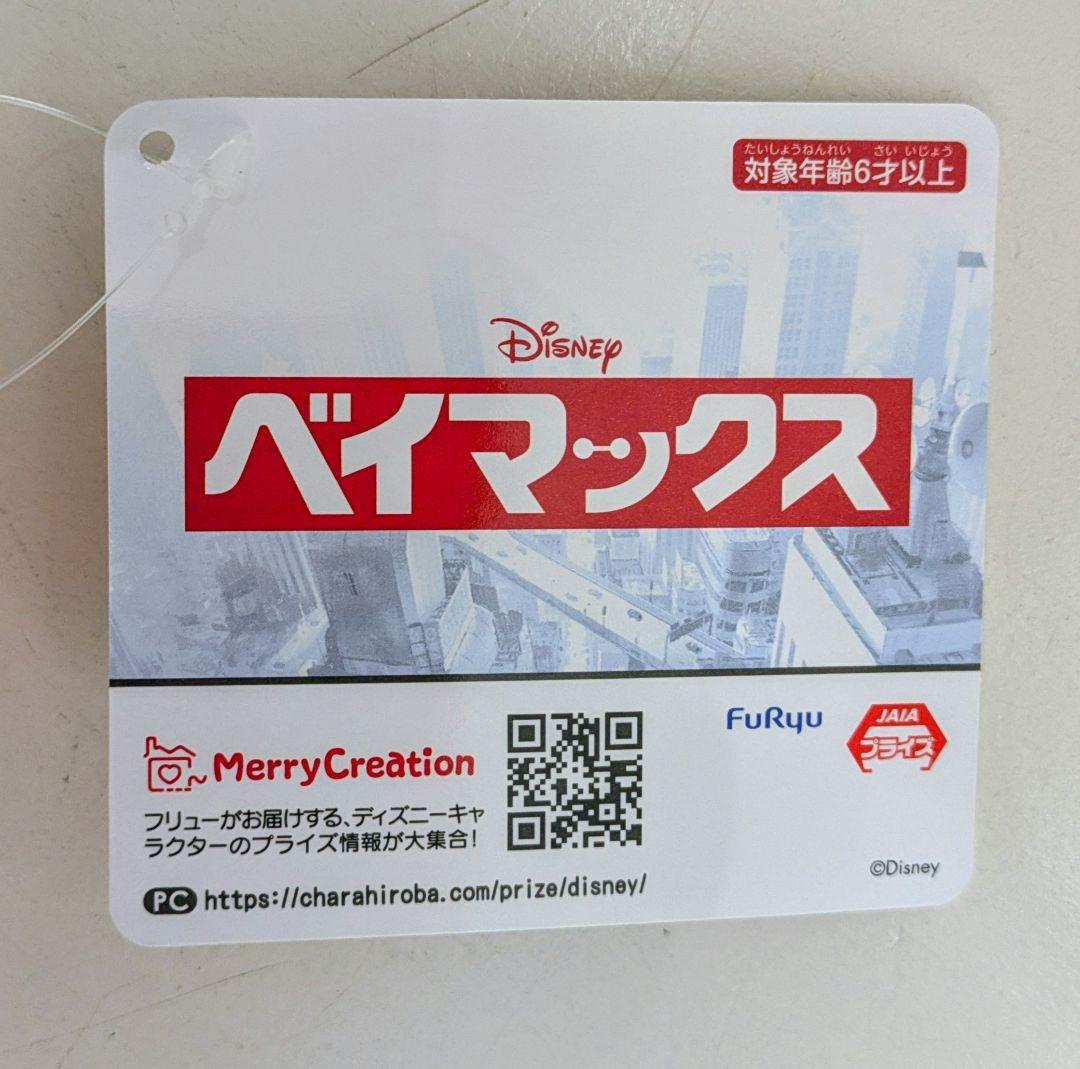 たいしょうねんれい さい いじょう
対象年齢6才以上
Disney
ベイマックス
MerryCreation
フリューがお届けする、ディズニーキャ
ラクターのプライズ情報が大集合!
PC https://charahiroba.com/prize/disney/
FuRyu
JAIA
プライズ
©Disney